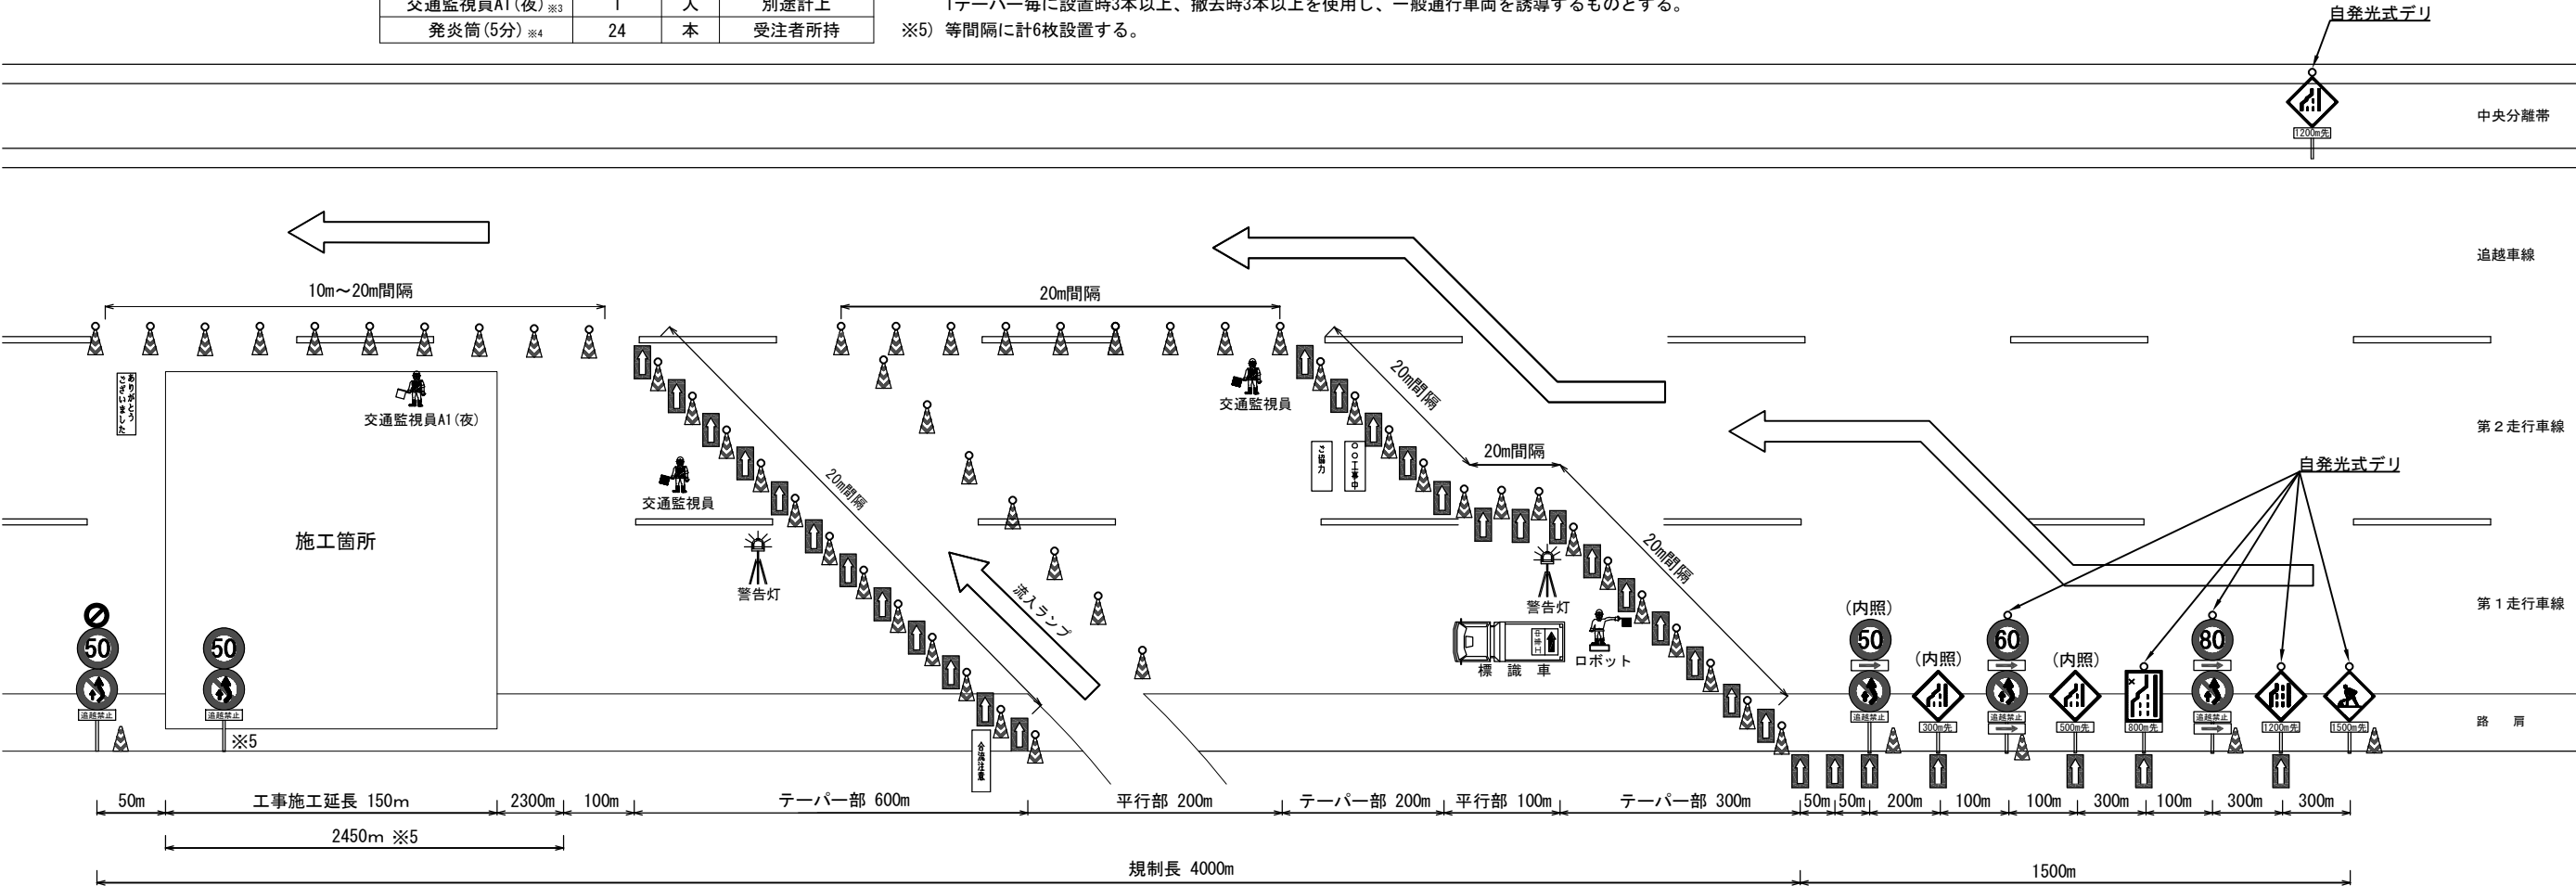 交通監視員A1(夜) ※3 1 人 別途計上
1テーパー毎に設置時3本以上、撤去時3本以上を使用し、一般通行車両を誘導するものとする。
発炎筒(5分) ※4 24 本 受注者所持
※5) 等間隔に計6枚設置する。
自発光式デリ
1200m先
中央分離帯
追越車線
10m～20m間隔
20m間隔
ありがとう
ございました
交通監視員A1(夜)
交通監視員
20m間隔
第2走行車線
交通監視員
20m間隔
20m間隔
ご協力
〇〇工事中
自発光式デリ
施工箇所
警告灯
流入ランプ
20m間隔
警告灯
標識車
ロボット
第1走行車線
50
追越禁止
50
追越禁止
※5
合流注意
(内照)
50
追越禁止
(内照)
300m先
60
追越禁止
(内照)
500m先
800m先
80
追越禁止
1200m先
1500m先
路肩
50m
工事施工延長 150m
2300m
100m
テーパー部 600m
平行部 200m
テーパー部 200m
平行部 100m
テーパー部 300m
50m
50m
200m
100m
100m
300m
100m
300m
300m
2450m ※5
規制長 4000m
1500m